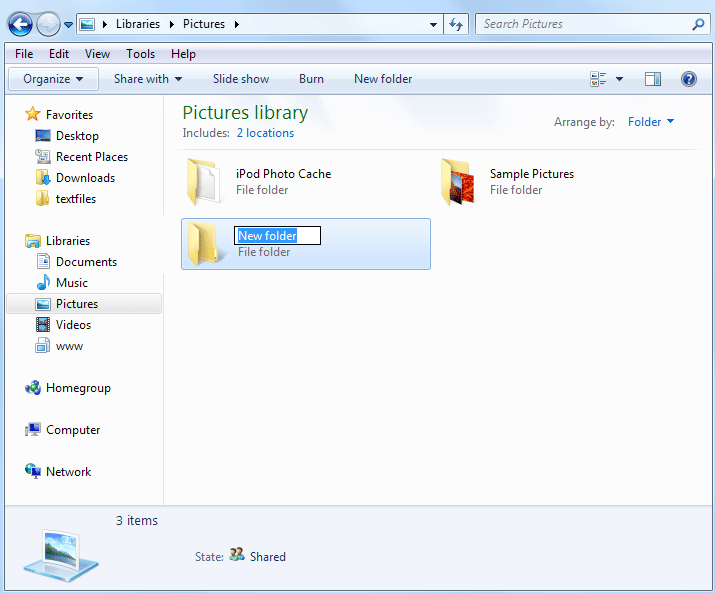 Libraries Pictures Search Pictures
File Edit View Tools Help
Organize Share with Slide show Burn New folder
Favorites
Desktop
Recent Places
Downloads
textfiles
Libraries
Documents
Music
Pictures
Videos
www
Homegroup
Computer
Network
Pictures library
Includes: 2 locations
Arrange by: Folder
iPod Photo Cache
File folder
Sample Pictures
File folder
New folder
File folder
3 items
State: Shared